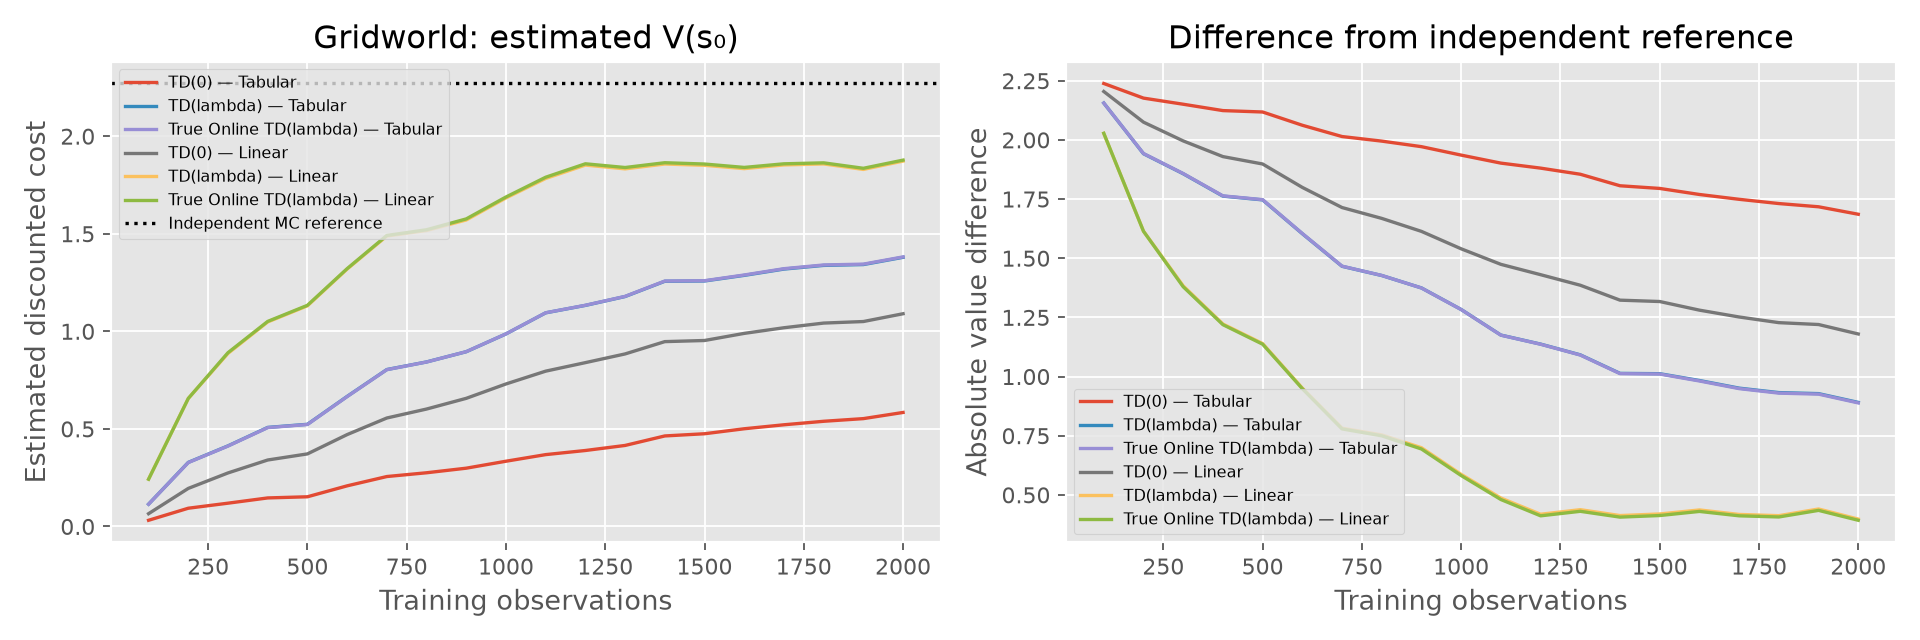 Gridworld: estimated V(s₀)
Estimated discounted cost
2.0
1.5
1.0
0.5
0.0
TD(0) — Tabular
TD(lambda) — Tabular
True Online TD(lambda) — Tabular
TD(0) — Linear
TD(lambda) — Linear
True Online TD(lambda) — Linear
Independent MC reference
250 500 750 1000 1250 1500 1750 2000
Training observations
Difference from independent reference
Absolute value difference
2.25
2.00
1.75
1.50
1.25
1.00
0.75
0.50
TD(0) — Tabular
TD(lambda) — Tabular
True Online TD(lambda) — Tabular
TD(0) — Linear
TD(lambda) — Linear
True Online TD(lambda) — Linear
250 500 750 1000 1250 1500 1750 2000
Training observations